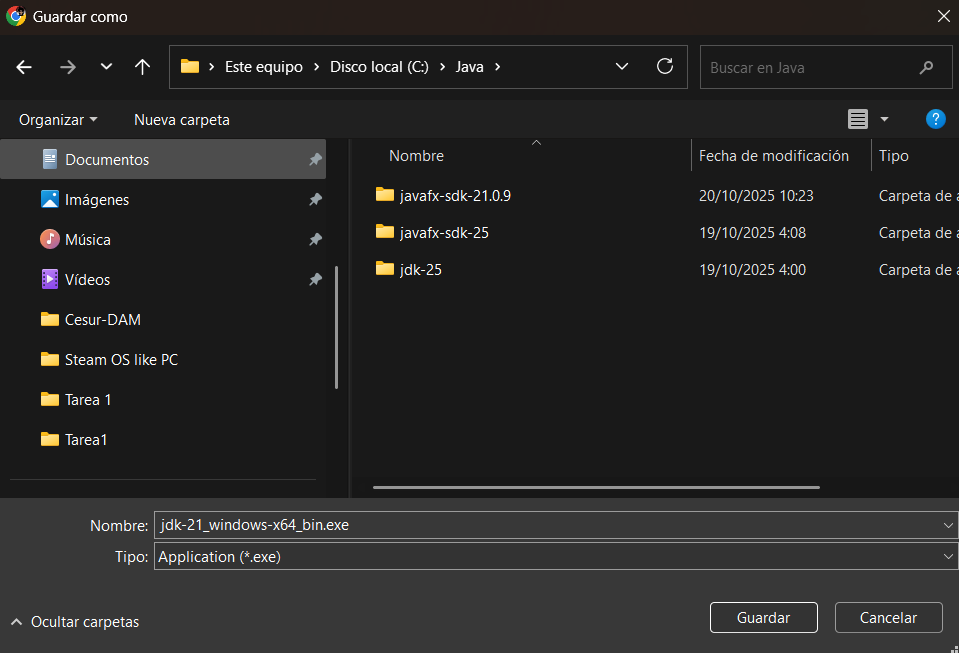 Guardar como
Este equipo > Disco local (C:) > Java >
Buscar en Java
Organizar
Nueva carpeta
?
Documentos
Imágenes
Música
Vídeos
Cesur-DAM
Steam OS like PC
Tarea 1
Tarea1
Nombre Fecha de modificación Tipo
javafx-sdk-21.0.9 20/10/2025 10:23 Carpeta de a
javafx-sdk-25 19/10/2025 4:08 Carpeta de a
jdk-25 19/10/2025 4:00 Carpeta de a
Nombre: jdk-21_windows-x64_bin.exe
Tipo: Application (*.exe)
Ocultar carpetas
Guardar
Cancelar